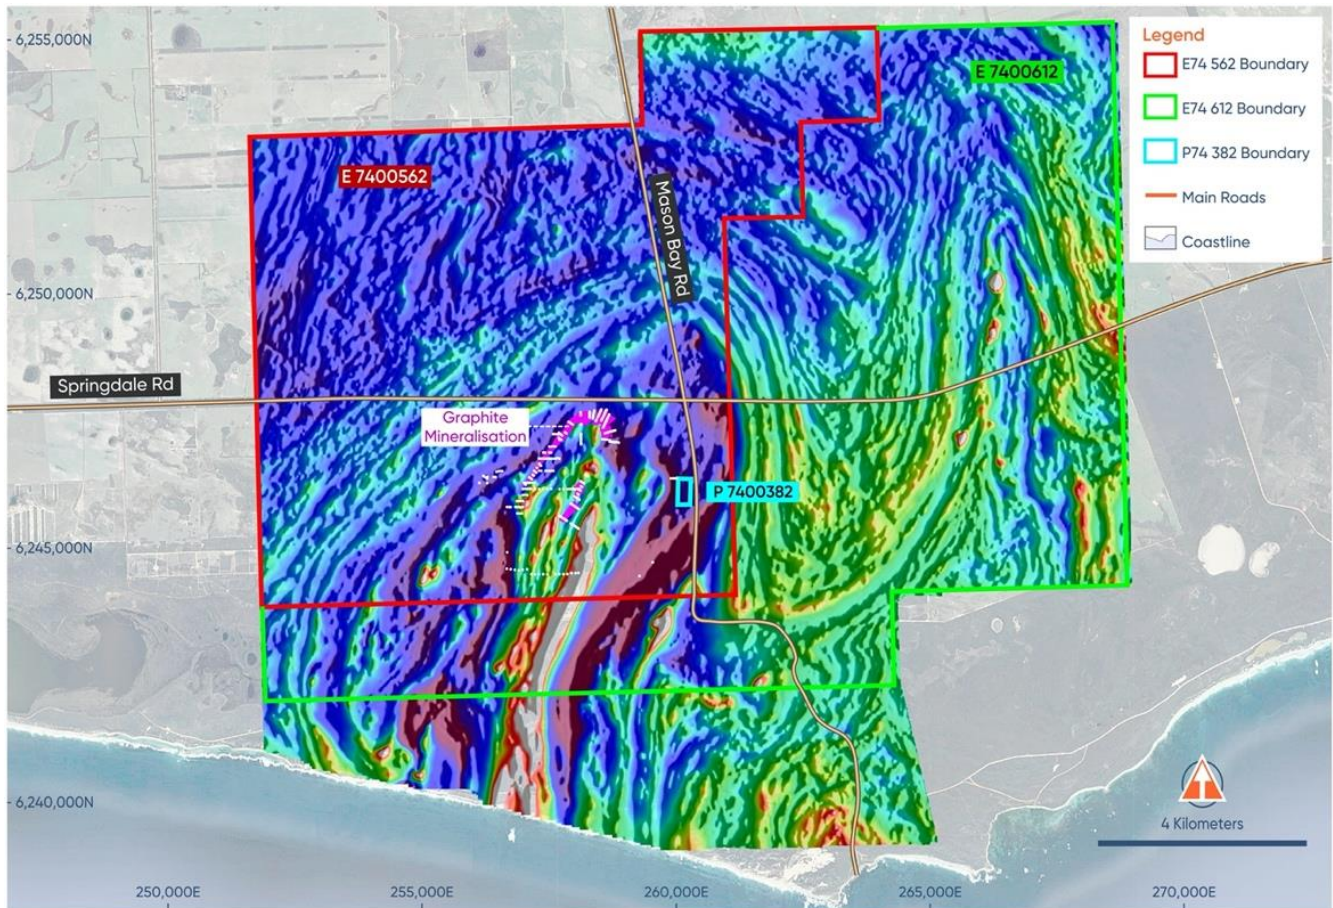 6,255,000N
Legend
E74 562 Boundary
E74 612 Boundary
P74 382 Boundary
Main Roads
Coastline
E 7400612
E 7400562
Mason Bay Rd
6,250,000N
Springdale Rd
Graphite
Mineralisation
P 7400382
6,245,000N
6,240,000N
4 Kilometers
250,000E
255,000E
260,000E
265,000E
270,000E